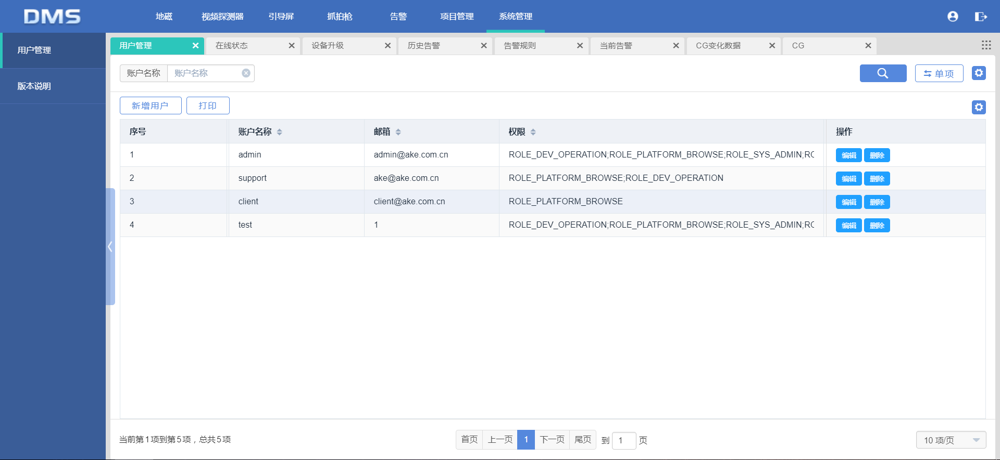 DMS 地磁 视频探测器 引导屏 抓拍枪 告警 项目管理 系统管理
用户管理
版本说明
用户管理 在线状态 设备升级 历史告警 告警规则 当前告警 CG变化数据 CG
账户名称 账户名称 单项
新增用户 打印
序号 账户名称 邮箱 权限 操作
1 admin admin@ake.com.cn ROLE_DEV_OPERATION;ROLE_PLATFORM_BROWSE;ROLE_SYS_ADMIN;RO 编辑 删除
2 support ake@ake.com.cn ROLE_PLATFORM_BROWSE;ROLE_DEV_OPERATION 编辑 删除
3 client client@ake.com.cn ROLE_PLATFORM_BROWSE 编辑 删除
4 test 1 ROLE_DEV_OPERATION;ROLE_PLATFORM_BROWSE;ROLE_SYS_ADMIN;RO 编辑 删除
当前第1项到第5项，总共5项 首页 上一页 1 下一页 尾页 到 1 页 10 项/页